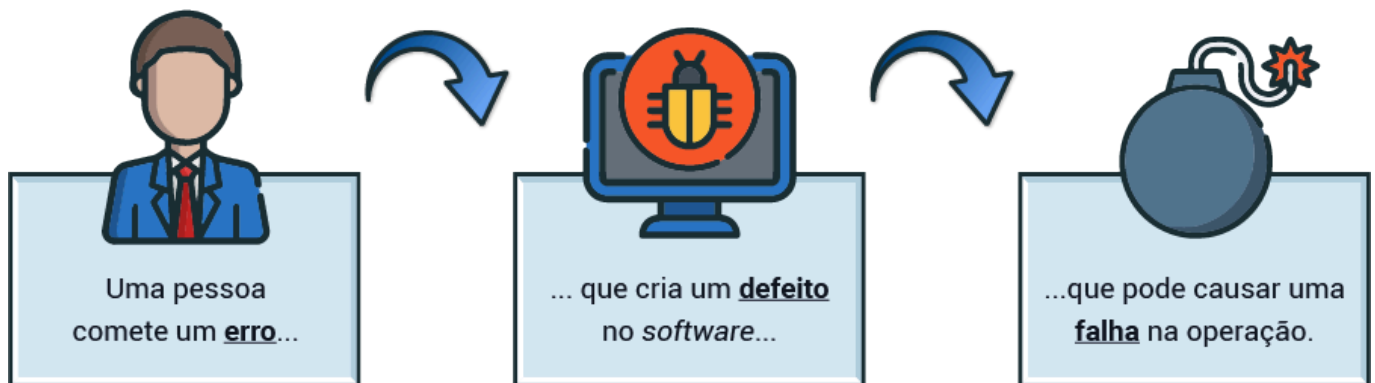 Uma pessoa
comete um erro...
... que cria um defeito
no software...
...que pode causar uma
falha na operação.